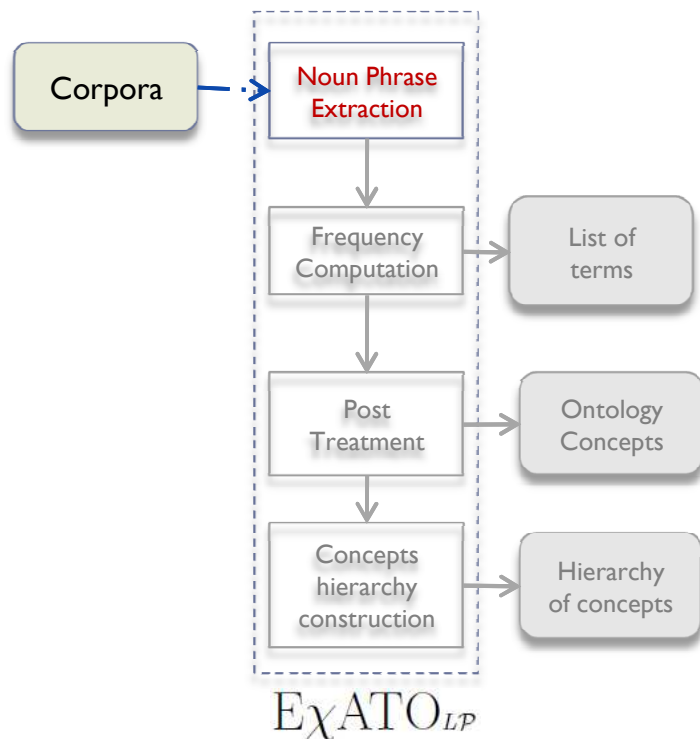 Corpora
Noun Phrase
Extraction
Frequency
Computation
List of
terms
Post
Treatment
Ontology
Concepts
Concepts
hierarchy
construction
Hierarchy
of concepts
EχATOLP